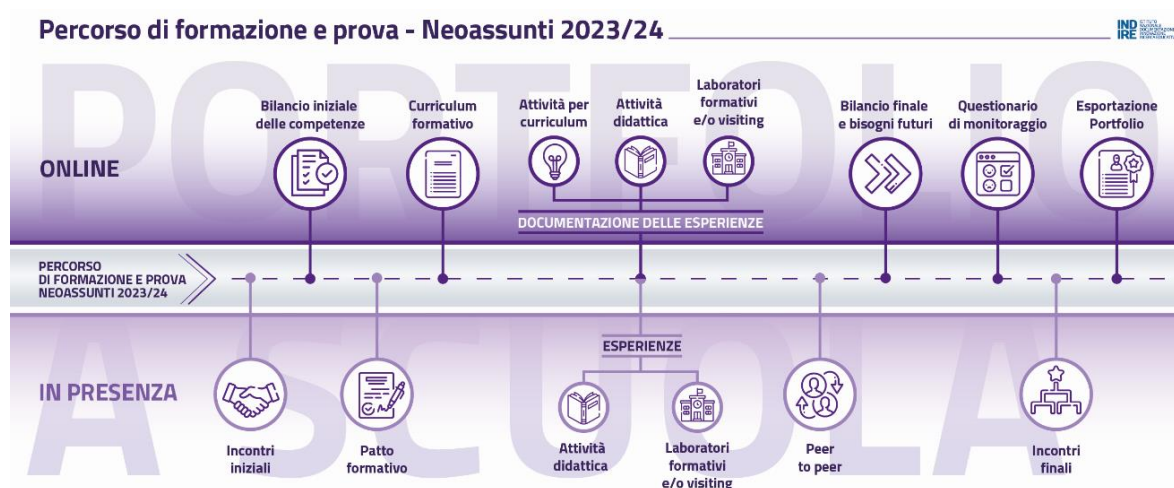 Percorso di formazione e prova - Neoassunti 2023/24
IND
IRE
PORTFOLIO
Bilancio iniziale
delle competenze
Curriculum
formativo
Attività per
curriculum
Attività
didattica
Laboratori
formativi
e/o visiting
Bilancio finale
e bisogni futuri
Questionario
di monitoraggio
Esportazione
Portfolio
ONLINE
DOCUMENTAZIONE DELLE ESPERIENZE
PERCORSO
DI FORMAZIONE E PROVA
NEOASSUNTI 2023/24
A SCUOLA
ESPERIENZE
IN PRESENZA
Incontri
iniziali
Patto
formativo
Attività
didattica
Laboratori
formativi
e/o visiting
Peer
to peer
Incontri
finali